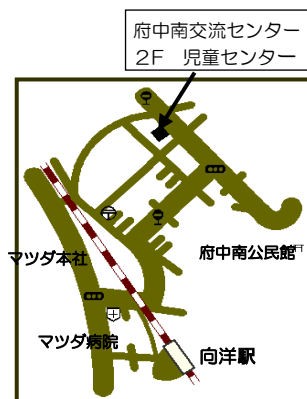 府中南交流センター
2F 児童センター
マツダ本社
府中南公民館
マツダ病院
向洋駅